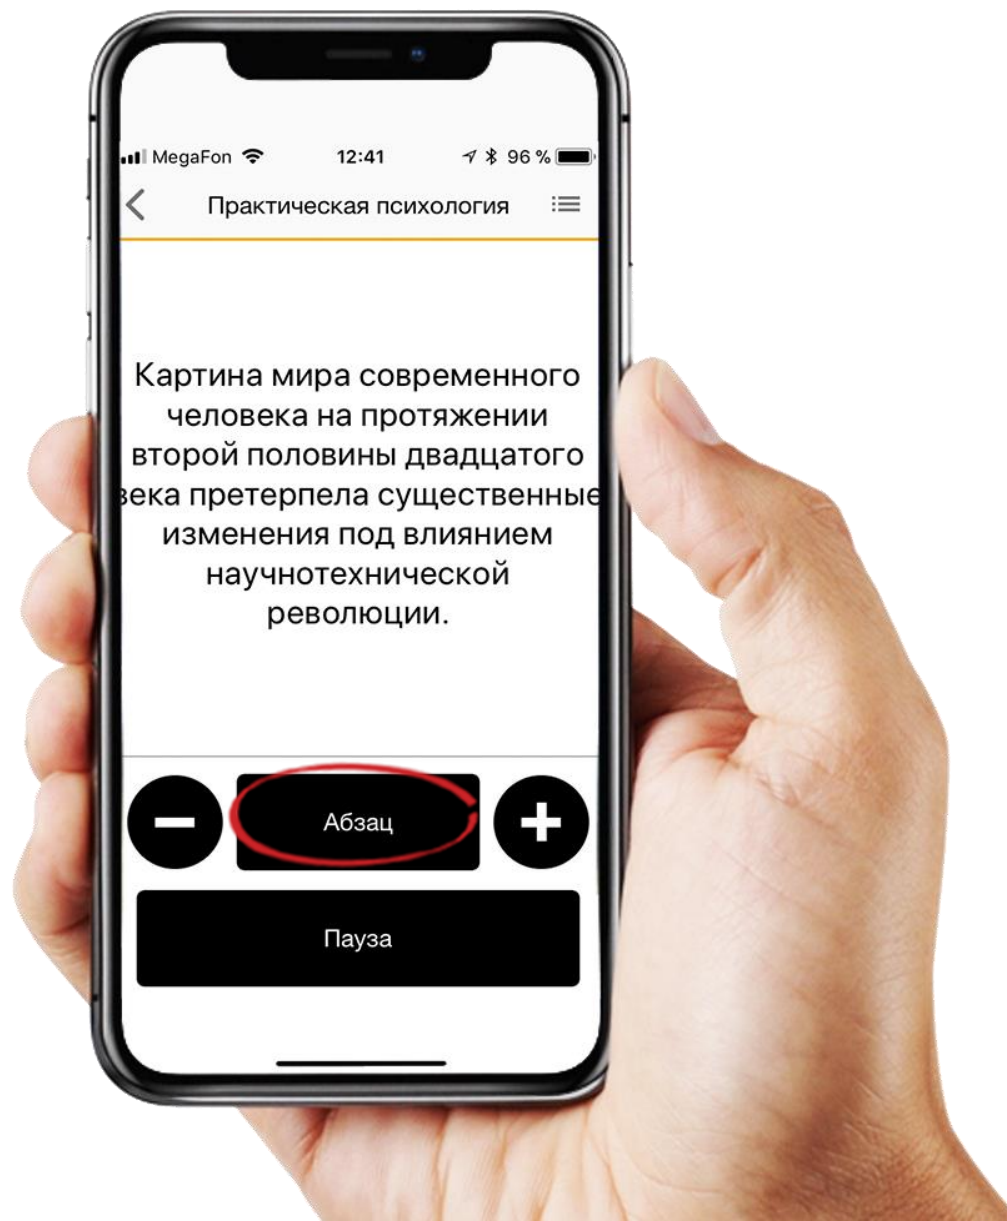 MegaFon 12:41 96 %
Практическая психология
Картина мира современного
человека на протяжении
второй половины двадцатого
века претерпела существенные
изменения под влиянием
научнотехнической
революции.
Абзац
Пауза